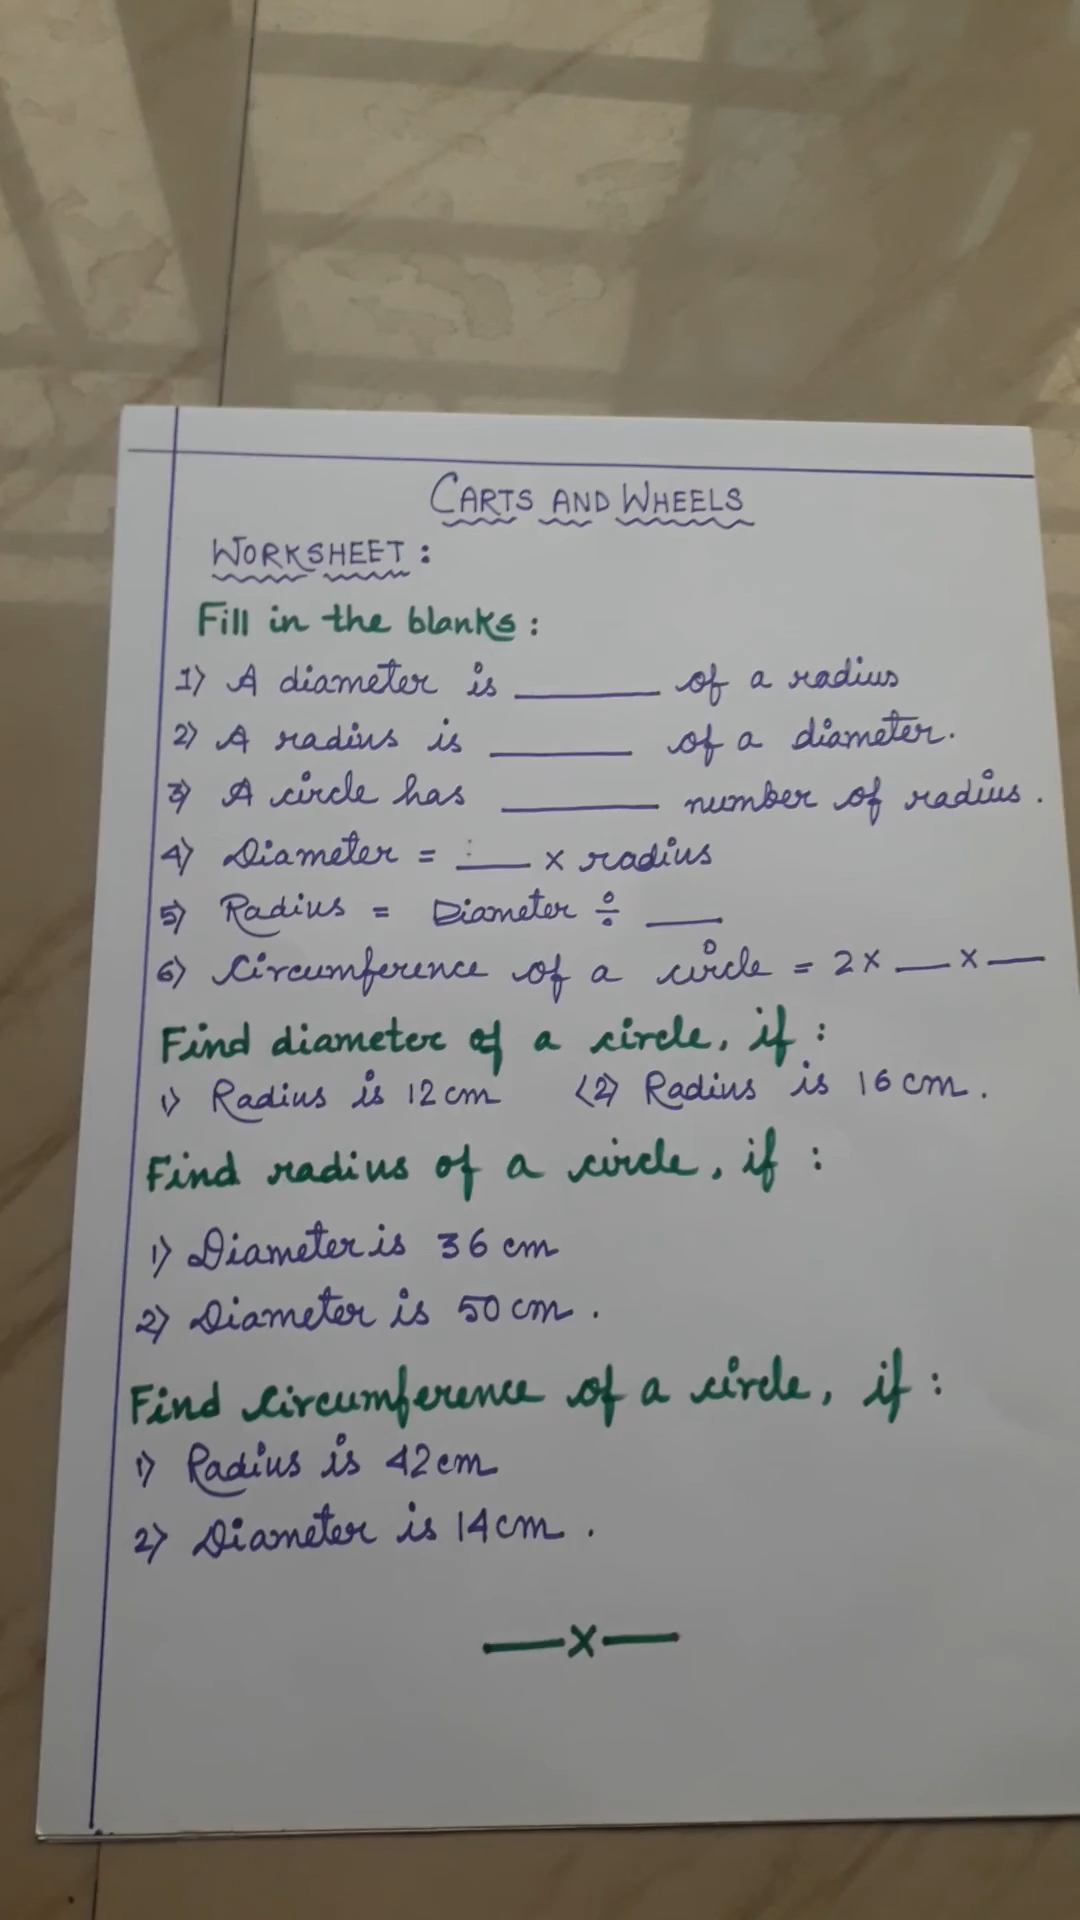 CARTS AND WHEELS
WORKSHEET :
Fill in the blanks :
1) A diameter is ______ of a radius
2) A radius is ______ of a diameter.
3) A circle has ______ number of radius.
4) Diameter = ___ x radius
5) Radius = Diameter ÷ ___
6) Circumference of a circle = 2 x __ x __
Find diameter of a circle, if :
1) Radius is 12 cm (2) Radius is 16 cm.
Find radius of a circle, if :
1) Diameter is 36 cm
2) Diameter is 50 cm.
Find Circumference of a circle, if :
1) Radius is 42 cm
2) Diameter is 14 cm.
—x—